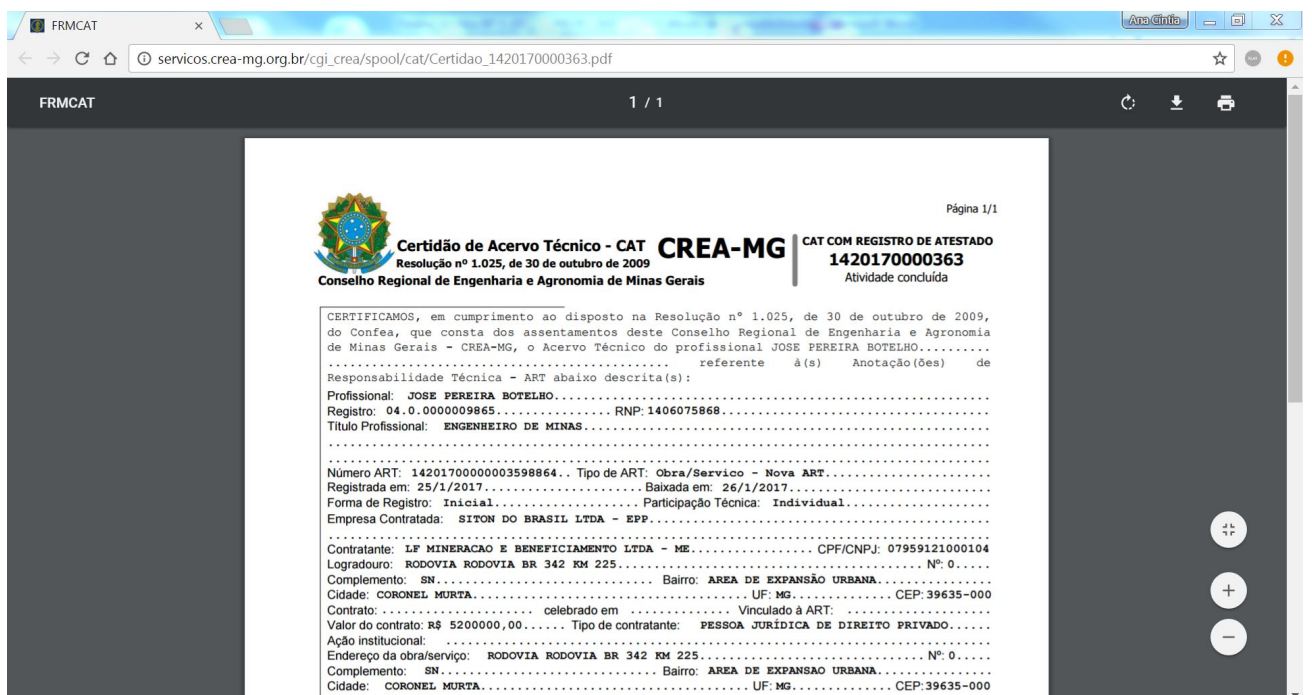 Ana Cíntia
FRMCAT
servicos.crea-mg.org.br/cgi_crea/spool/cat/Certidao_1420170000363.pdf
FRMCAT
1 / 1
Página 1/1
Certidão de Acervo Técnico - CAT
Resolução nº 1.025, de 30 de outubro de 2009
Conselho Regional de Engenharia e Agronomia de Minas Gerais
CREA-MG
CAT COM REGISTRO DE ATESTADO
1420170000363
Atividade concluída
CERTIFICAMOS, em cumprimento ao disposto na Resolução nº 1.025, de 30 de outubro de 2009,
do Confea, que consta dos assentamentos deste Conselho Regional de Engenharia e Agronomia
de Minas Gerais - CREA-MG, o Acervo Técnico do profissional JOSE PEREIRA BOTELHO..........
.............................................. referente à(s) Anotação(ões) de
Responsabilidade Técnica - ART abaixo descrita(s):
Profissional: JOSE PEREIRA BOTELHO..........................................................
Registro: 04.0.0000009865................ RNP: 1406075868.....................................
Título Profissional: ENGENHEIRO DE MINAS.......................................................
...........................................................................................
...........................................................................................
Número ART: 14201700000003598864.. Tipo de ART: Obra/Servico - Nova ART.......................
Registrada em: 25/1/2017...................... Baixada em: 26/1/2017............................
Forma de Registro: Inicial.................... Participação Técnica: Individual....................
Empresa Contratada: SITON DO BRASIL LTDA - EPP...............................................
...........................................................................................
Contratante: LF MINERACAO E BENEFICIAMENTO LTDA - ME................. CPF/CNPJ: 07959121000104
Logradouro: RODOVIA RODOVIA BR 342 KM 225.......................................... Nº: 0.....
Complemento: SN.............................. Bairro: AREA DE EXPANSÃO URBANA................
Cidade: CORONEL MURTA..................................... UF: MG.............. CEP: 39635-000
Contrato: ..................... celebrado em .............. Vinculado à ART: ....................
Valor do contrato: R$ 5200000,00...... Tipo de contratante: PESSOA JURÍDICA DE DIREITO PRIVADO......
Ação institucional: ...........................................................................
Endereço da obra/serviço: RODOVIA RODOVIA BR 342 KM 225............................... Nº: 0.....
Complemento: SN.............................. Bairro: AREA DE EXPANSAO URBANA................
Cidade: CORONEL MURTA..................................... UF: MG.............. CEP: 39635-000